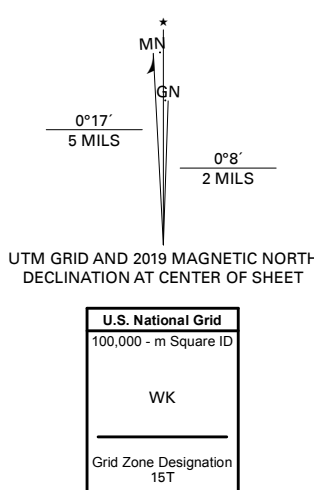 ★
MN
GN
0°17´
5 MILS
0°8´
2 MILS
UTM GRID AND 2019 MAGNETIC NORTH
DECLINATION AT CENTER OF SHEET
U.S. National Grid
100,000 - m Square ID
WK
Grid Zone Designation
15T